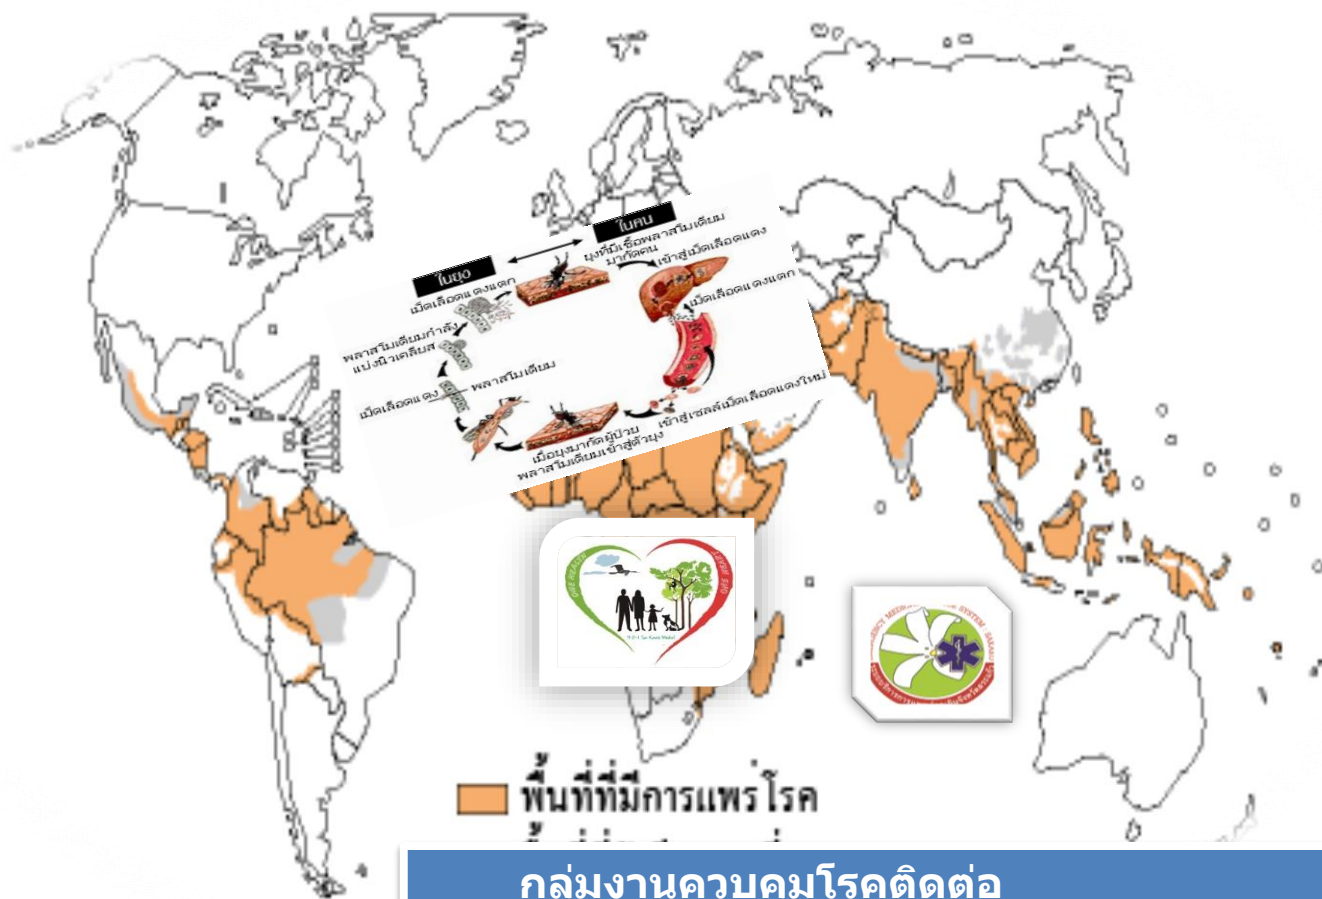 ในคน
ในยุง
ยุงที่มีเชื้อพลาสโมเดียม
มากัดคน
เข้าสู่เม็ดเลือดแดง
เม็ดเลือดแดงแตก
เม็ดเลือดแดงแตก
พลาสโมเดียมกำลัง
แบ่งนิวเคลียส
พลาสโมเดียม
เม็ดเลือดแดง
เข้าสู่เซลล์เม็ดเลือดแดงใหม่
เมื่อยุงมากัดผู้ป่วย
พลาสโมเดียมเข้าสู่ตัวยุง
ONE HEALTH
ONE HEART
พื้นที่ที่มีการแพร่โรค
กลุ่มงานควบคุมโรคติดต่อ